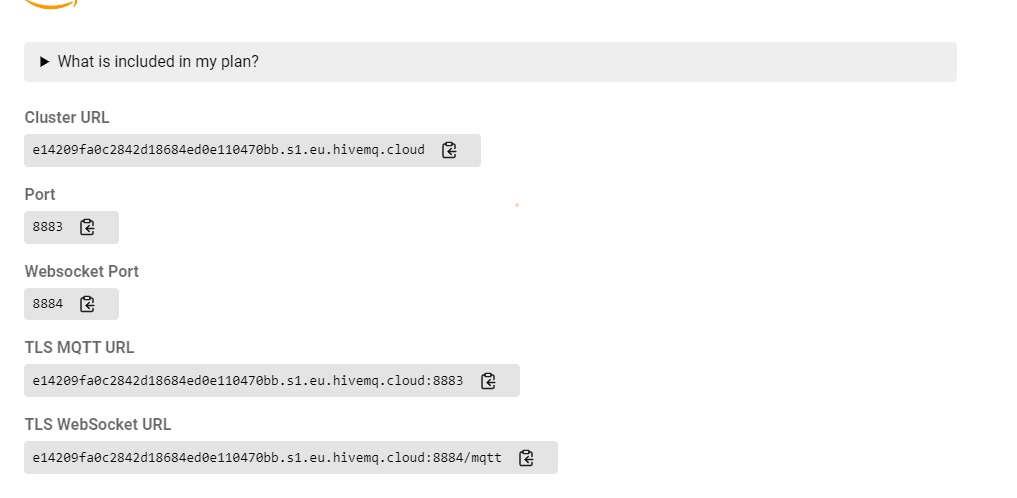 What is included in my plan?
Cluster URL
e14209fa0c2842d18684ed0e110470bb.s1.eu.hivemq.cloud
Port
8883
Websocket Port
8884
TLS MQTT URL
e14209fa0c2842d18684ed0e110470bb.s1.eu.hivemq.cloud:8883
TLS WebSocket URL
e14209fa0c2842d18684ed0e110470bb.s1.eu.hivemq.cloud:8884/mqtt